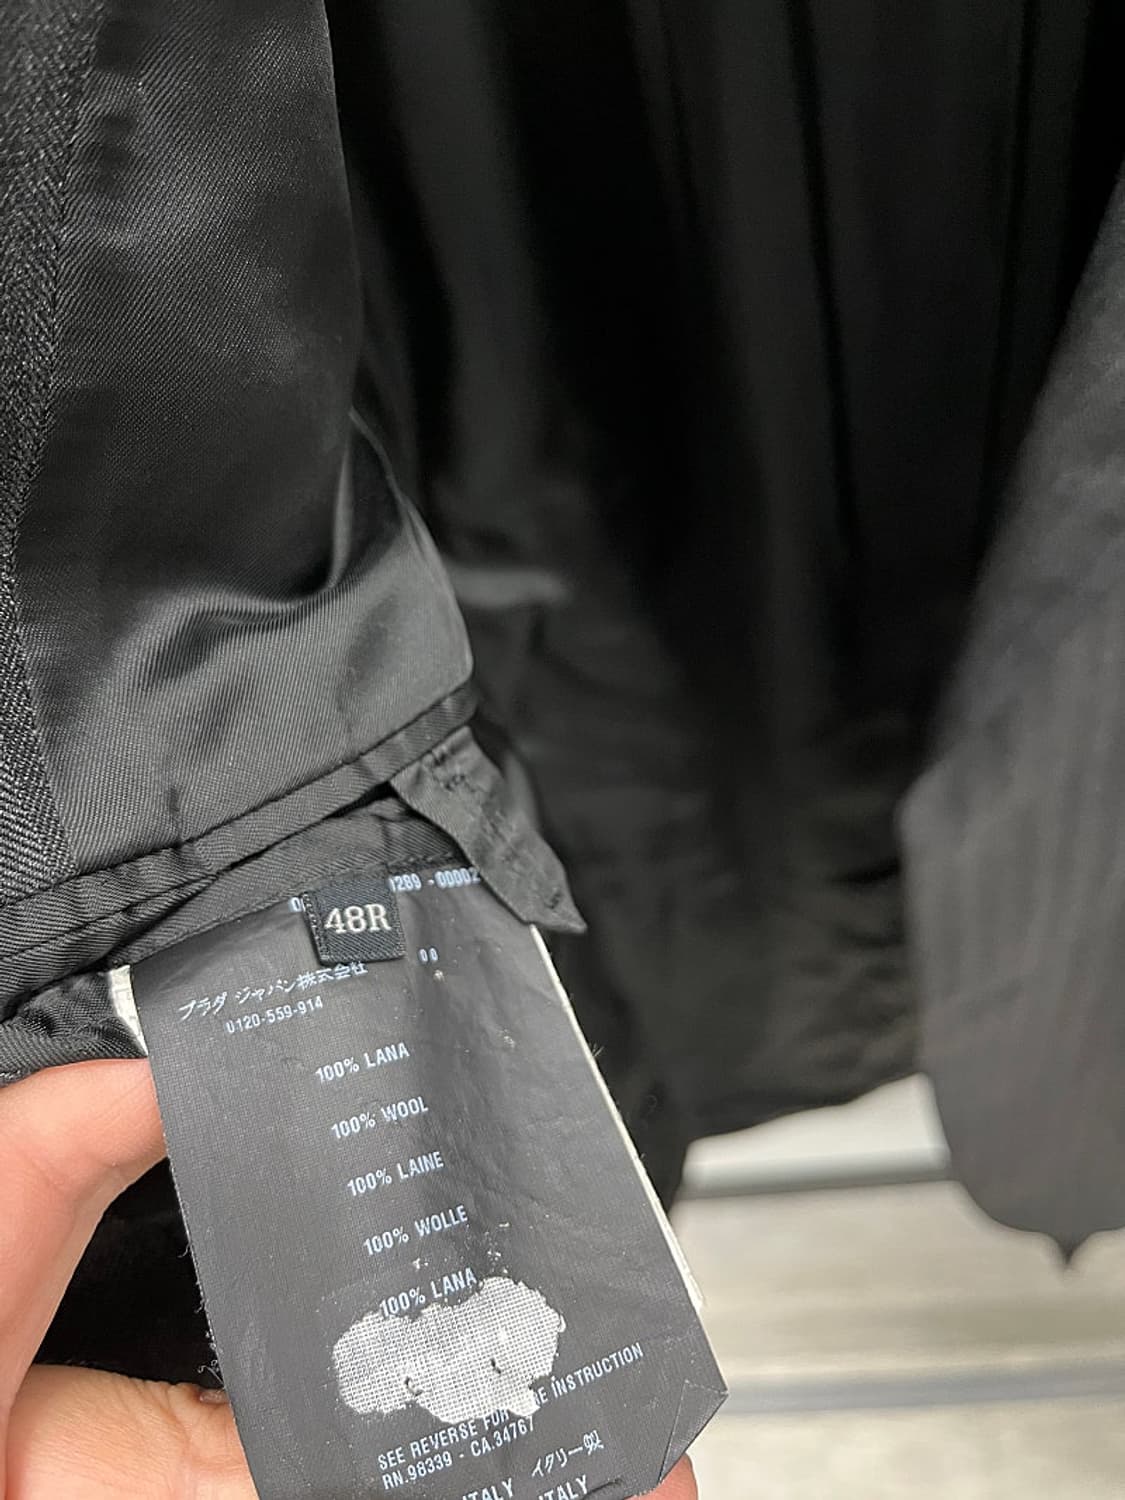 48R
プラダ ジャパン株式会社
0120-559-914
100% LANA
100% WOOL
100% LAINE
100% WOLLE
100% LANA
SEE REVERSE FOR INSTRUCTION
RN.98339 - CA.34767
ITALY イタリー製
ITALY